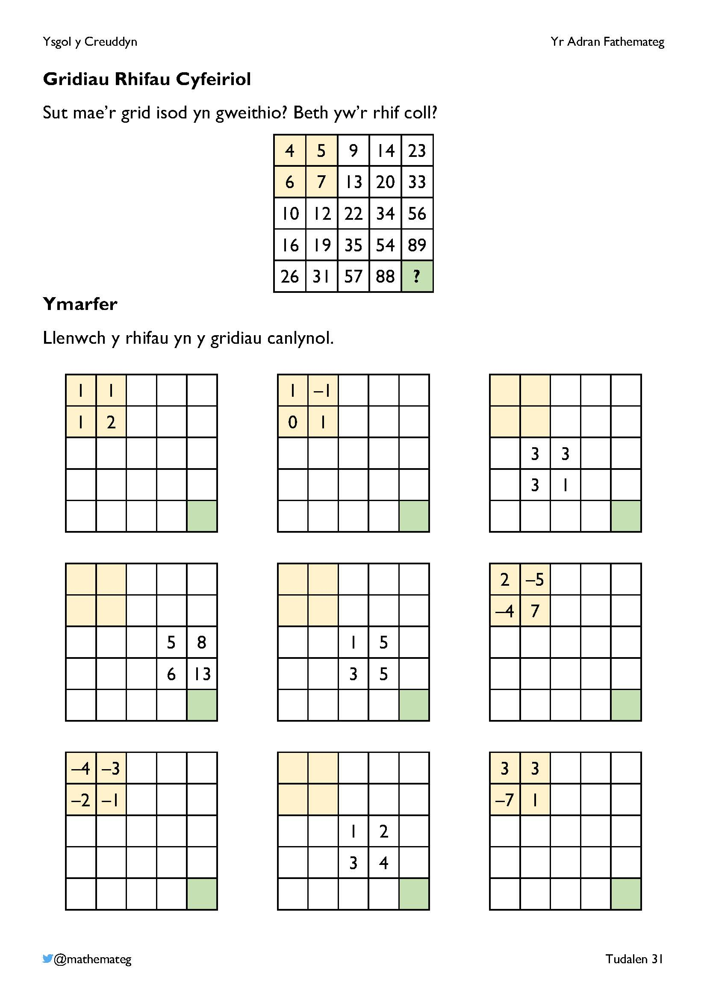 Ysgol y Creuddyn
Yr Adran Fathemateg
Gridiau Rhifau Cyfeiriol
Sut mae’r grid isod yn gweithio? Beth yw’r rhif coll?
4 5 9 14 23
6 7 13 20 33
10 12 22 34 56
16 19 35 54 89
26 31 57 88 ?
Ymarfer
Llenwch y rhifau yn y gridiau canlynol.
1 1
1 2
1 –1
0 1
3 3
3 1
5 8
6 13
1 5
3 5
2 –5
–4 7
–4 –3
–2 –1
1 2
3 4
3 3
–7 1
@mathemateg
Tudalen 31